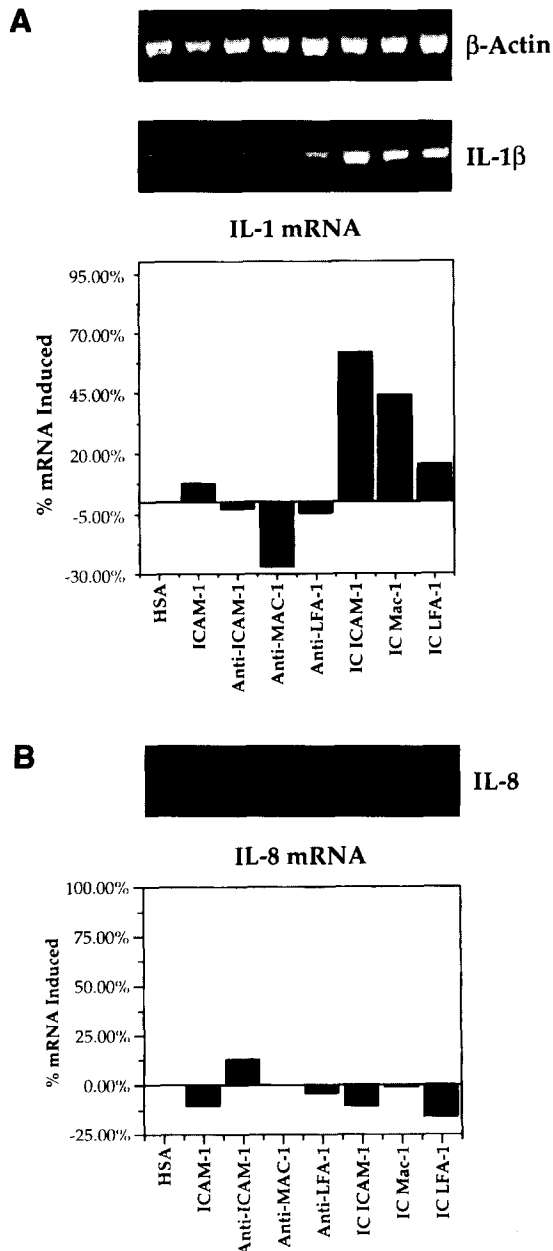 A
β-Actin
IL-1β
IL-1 mRNA
% mRNA Induced
95.00%
70.00%
45.00%
20.00%
-5.00%
-30.00%
HSA
ICAM-1
Anti-ICAM-1
Anti-MAC-1
Anti-LFA-1
IC ICAM-1
IC Mac-1
IC LFA-1
B
IL-8
IL-8 mRNA
% mRNA Induced
100.00%
75.00%
50.00%
25.00%
0.00%
-25.00%
HSA
ICAM-1
Anti-ICAM-1
Anti-MAC-1
Anti-LFA-1
IC ICAM-1
IC Mac-1
IC LFA-1